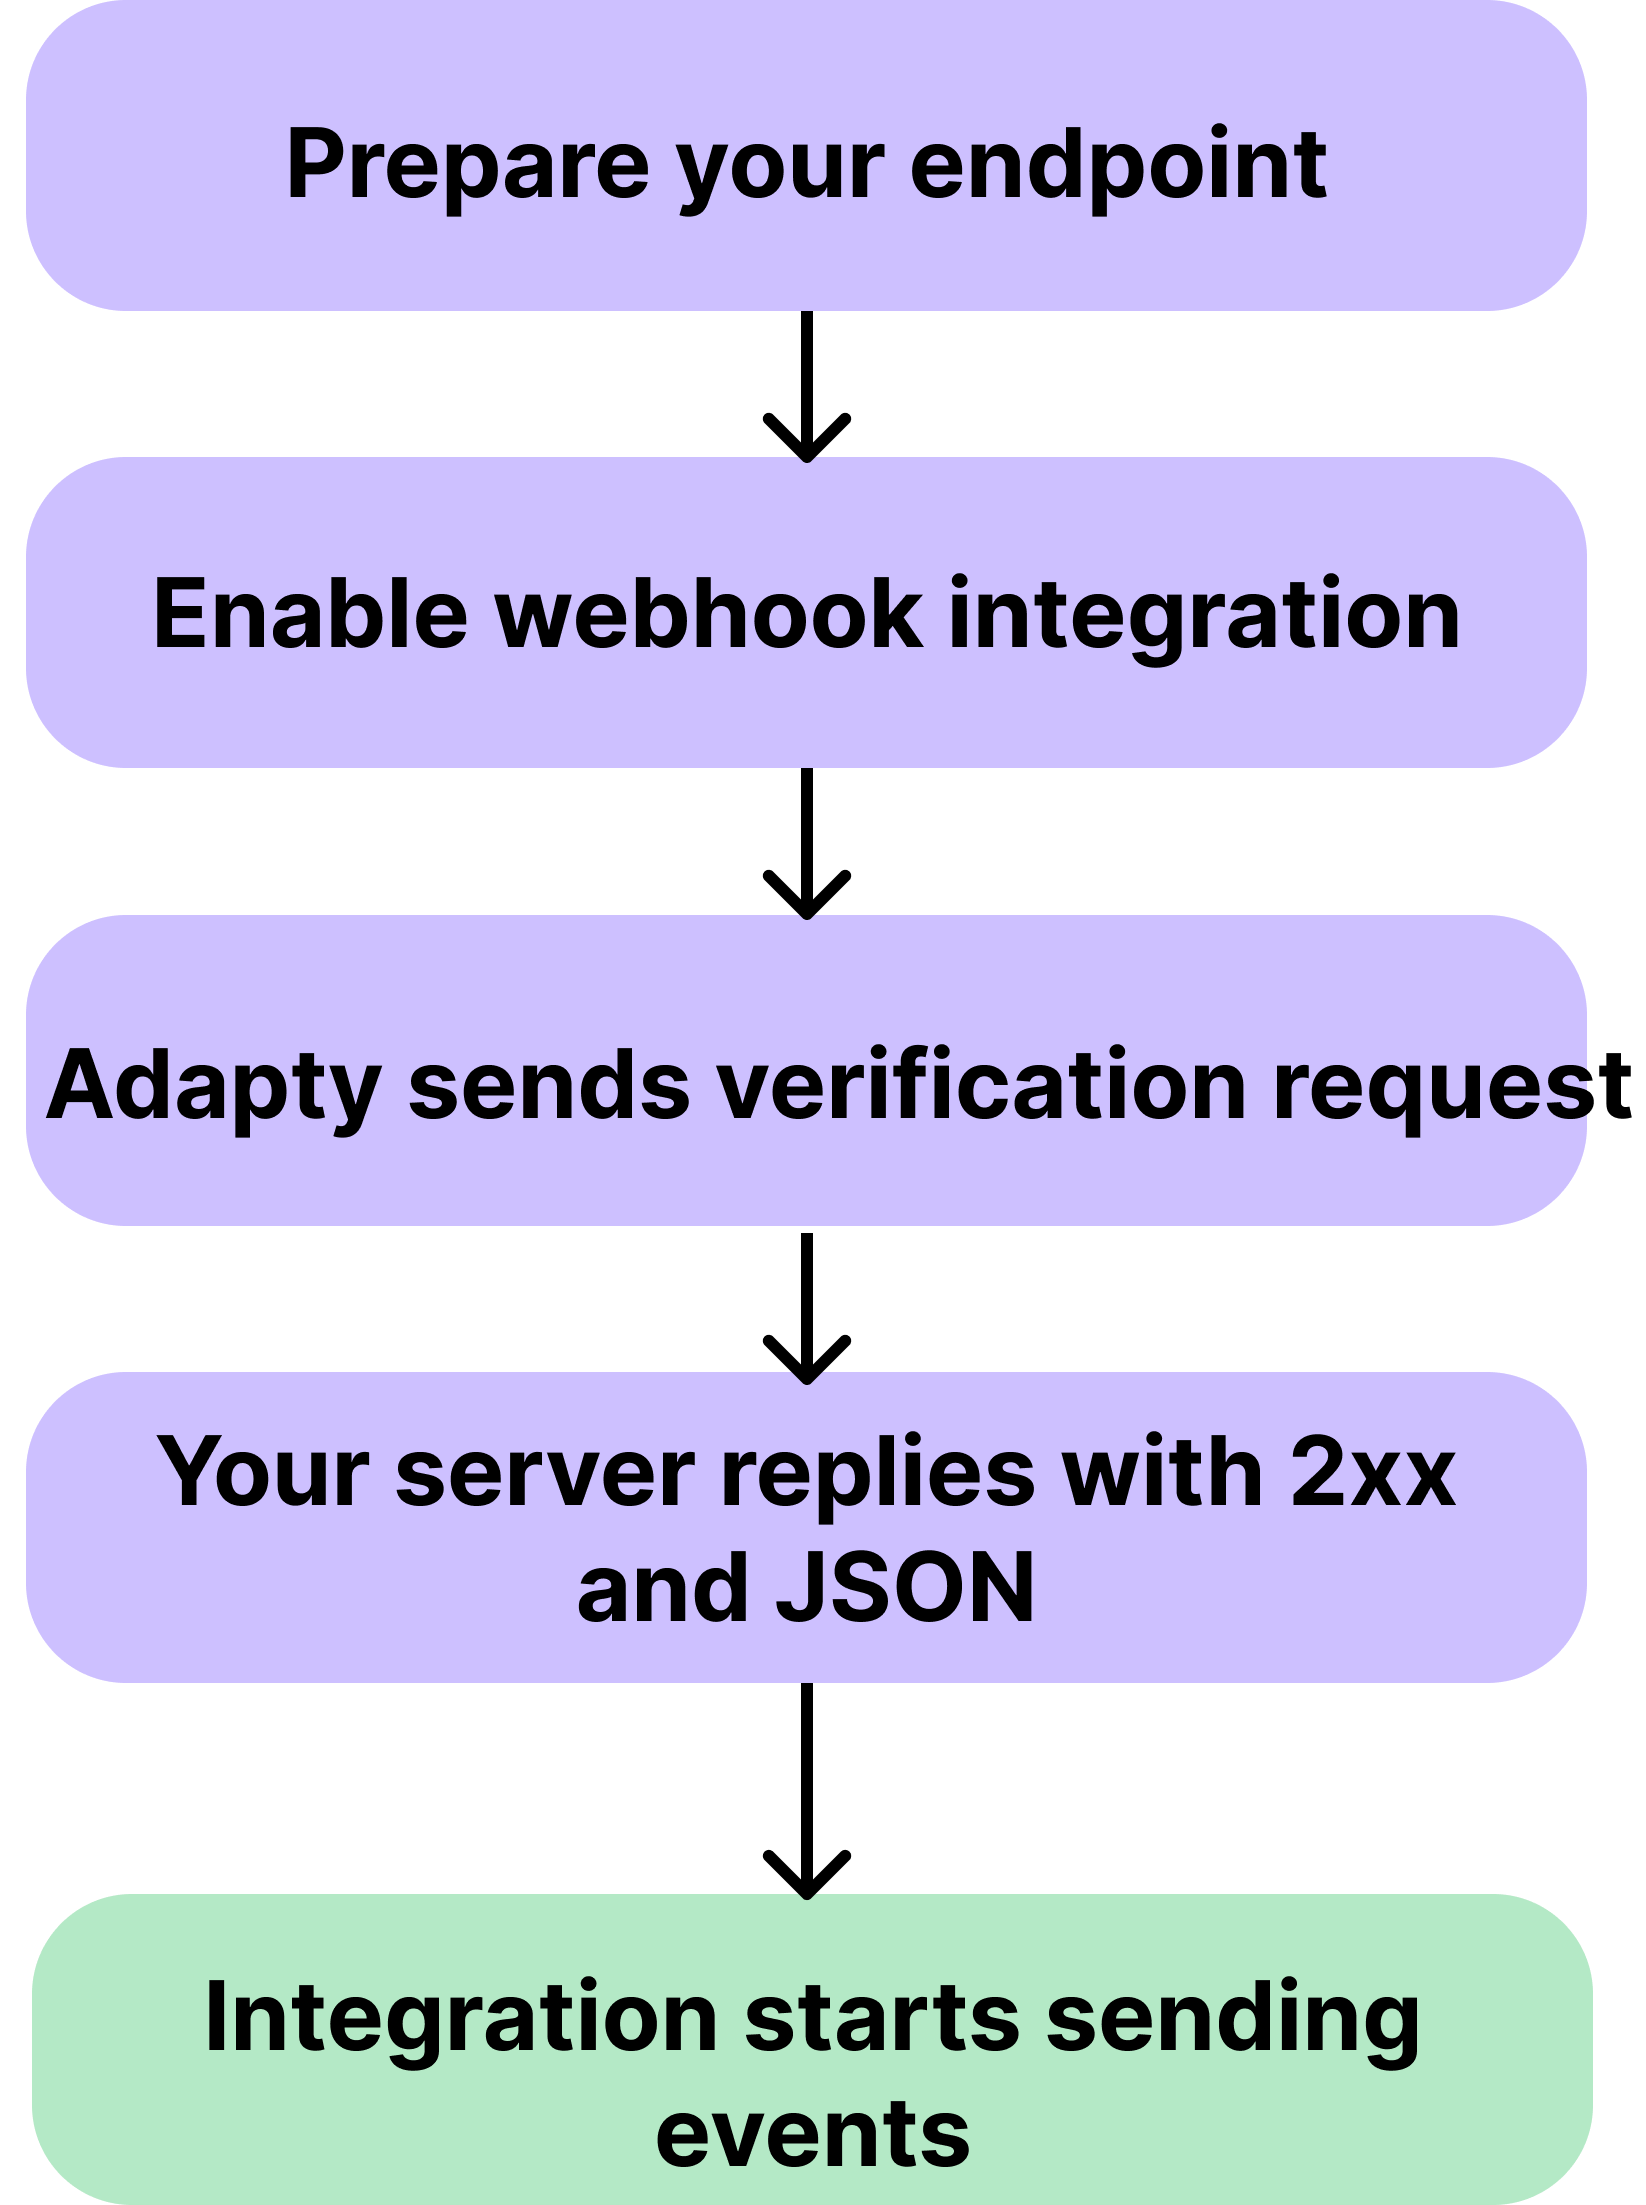 Prepare your endpoint
Enable webhook integration
Adapty sends verification request
Your server replies with 2xx
and JSON
Integration starts sending
events